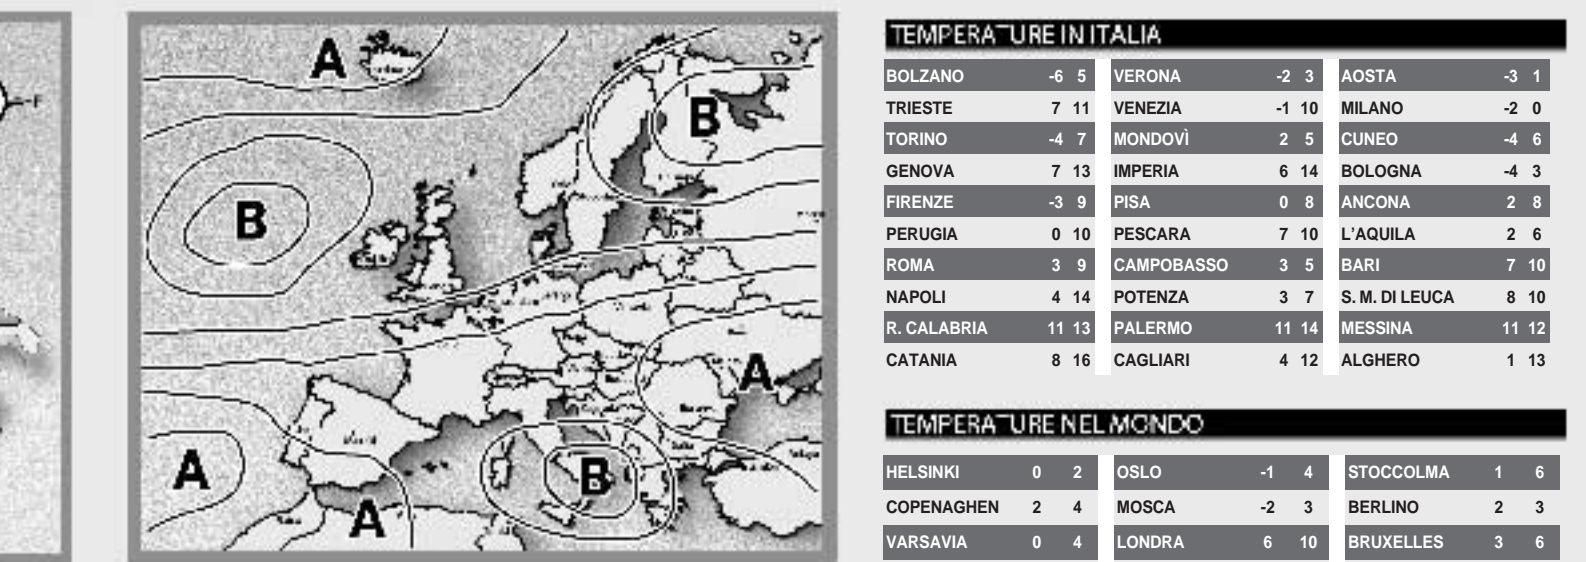 A
B
B
A
A
B
A
TEMPERATURE IN ITALIA
BOLZANO -6 5 VERONA -2 3 AOSTA -3 1
TRIESTE 7 11 VENEZIA -1 10 MILANO -2 0
TORINO -4 7 MONDOVÌ 2 5 CUNEO -4 6
GENOVA 7 13 IMPERIA 6 14 BOLOGNA -4 3
FIRENZE -3 9 PISA 0 8 ANCONA 2 8
PERUGIA 0 10 PESCARA 7 10 L'AQUILA 2 6
ROMA 3 9 CAMPOBASSO 3 5 BARI 7 10
NAPOLI 4 14 POTENZA 3 7 S. M. DI LEUCA 8 10
R. CALABRIA 11 13 PALERMO 11 14 MESSINA 11 12
CATANIA 8 16 CAGLIARI 4 12 ALGHERO 1 13
TEMPERATURE NEL MONDO
HELSINKI 0 2 OSLO -1 4 STOCCOLMA 1 6
COPENAGHEN 2 4 MOSCA -2 3 BERLINO 2 3
VARSAVIA 0 4 LONDRA 6 10 BRUXELLES 3 6